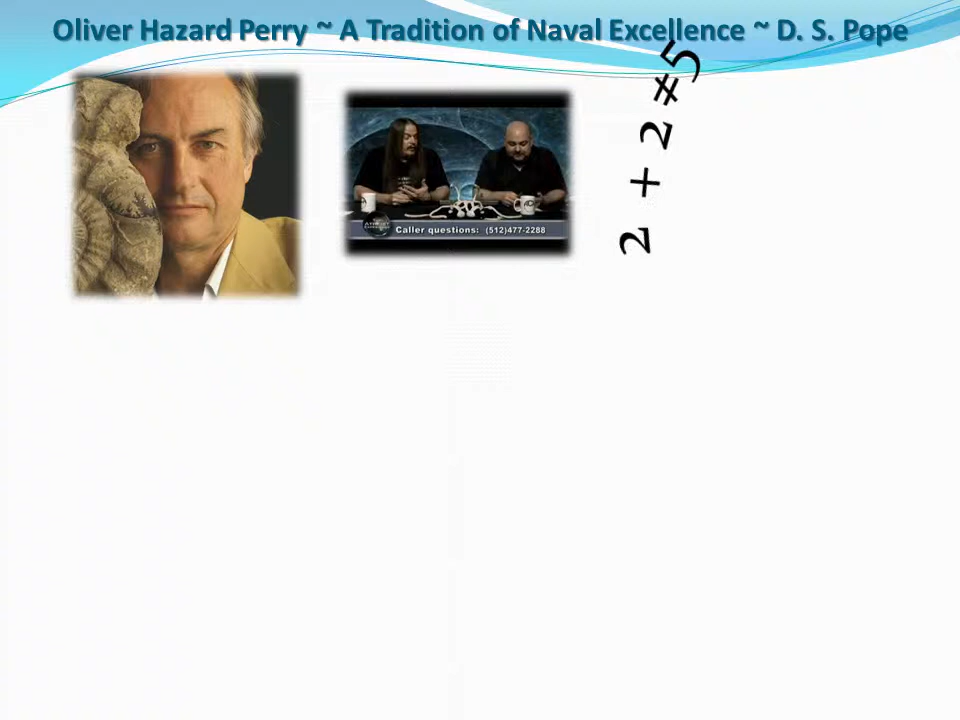 Oliver Hazard Perry ~ A Tradition of Naval Excellence ~ D. S. Pope
2 + 2 ≠ 5
Caller questions: (512)477-2288